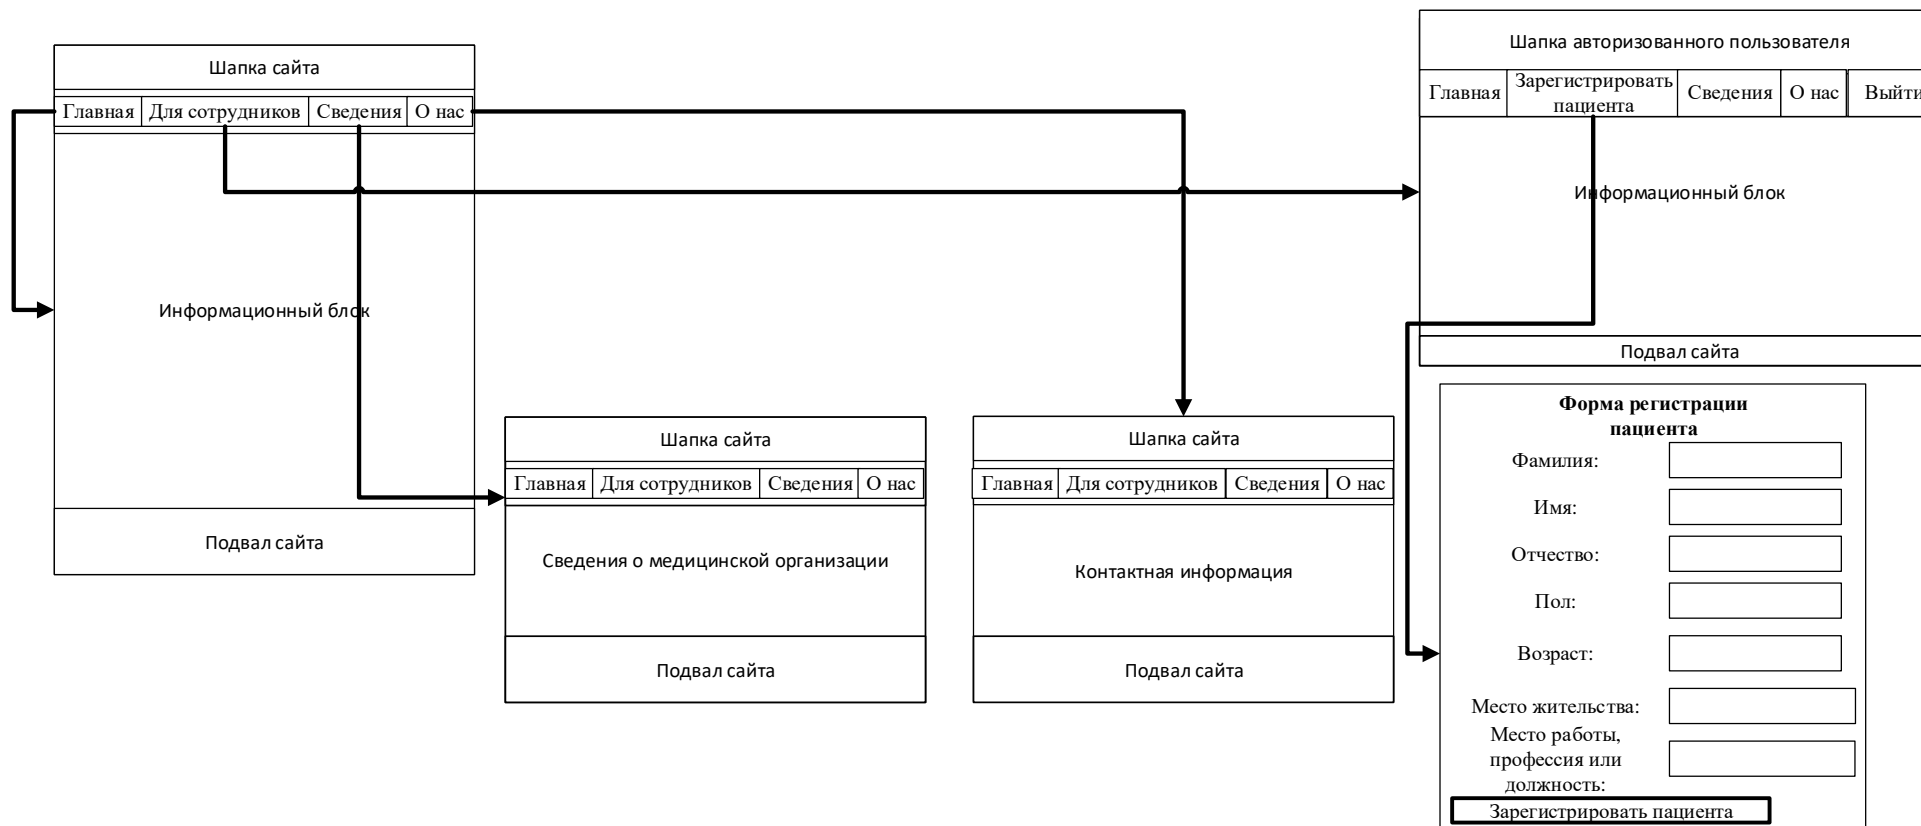 Шапка сайта
Главная Для сотрудников Сведения О нас
Информационный блок
Подвал сайта
Шапка сайта
Главная Для сотрудников Сведения О нас
Сведения о медицинской организации
Подвал сайта
Шапка сайта
Главная Для сотрудников Сведения О нас
Контактная информация
Подвал сайта
Шапка авторизованного пользователя
Главная Зарегистрировать
пациента Сведения О нас Выйти
Информационный блок
Подвал сайта
Форма регистрации
пациента
Фамилия:
Имя:
Отчество:
Пол:
Возраст:
Место жительства:
Место работы,
профессия или
должность:
Зарегистрировать пациента